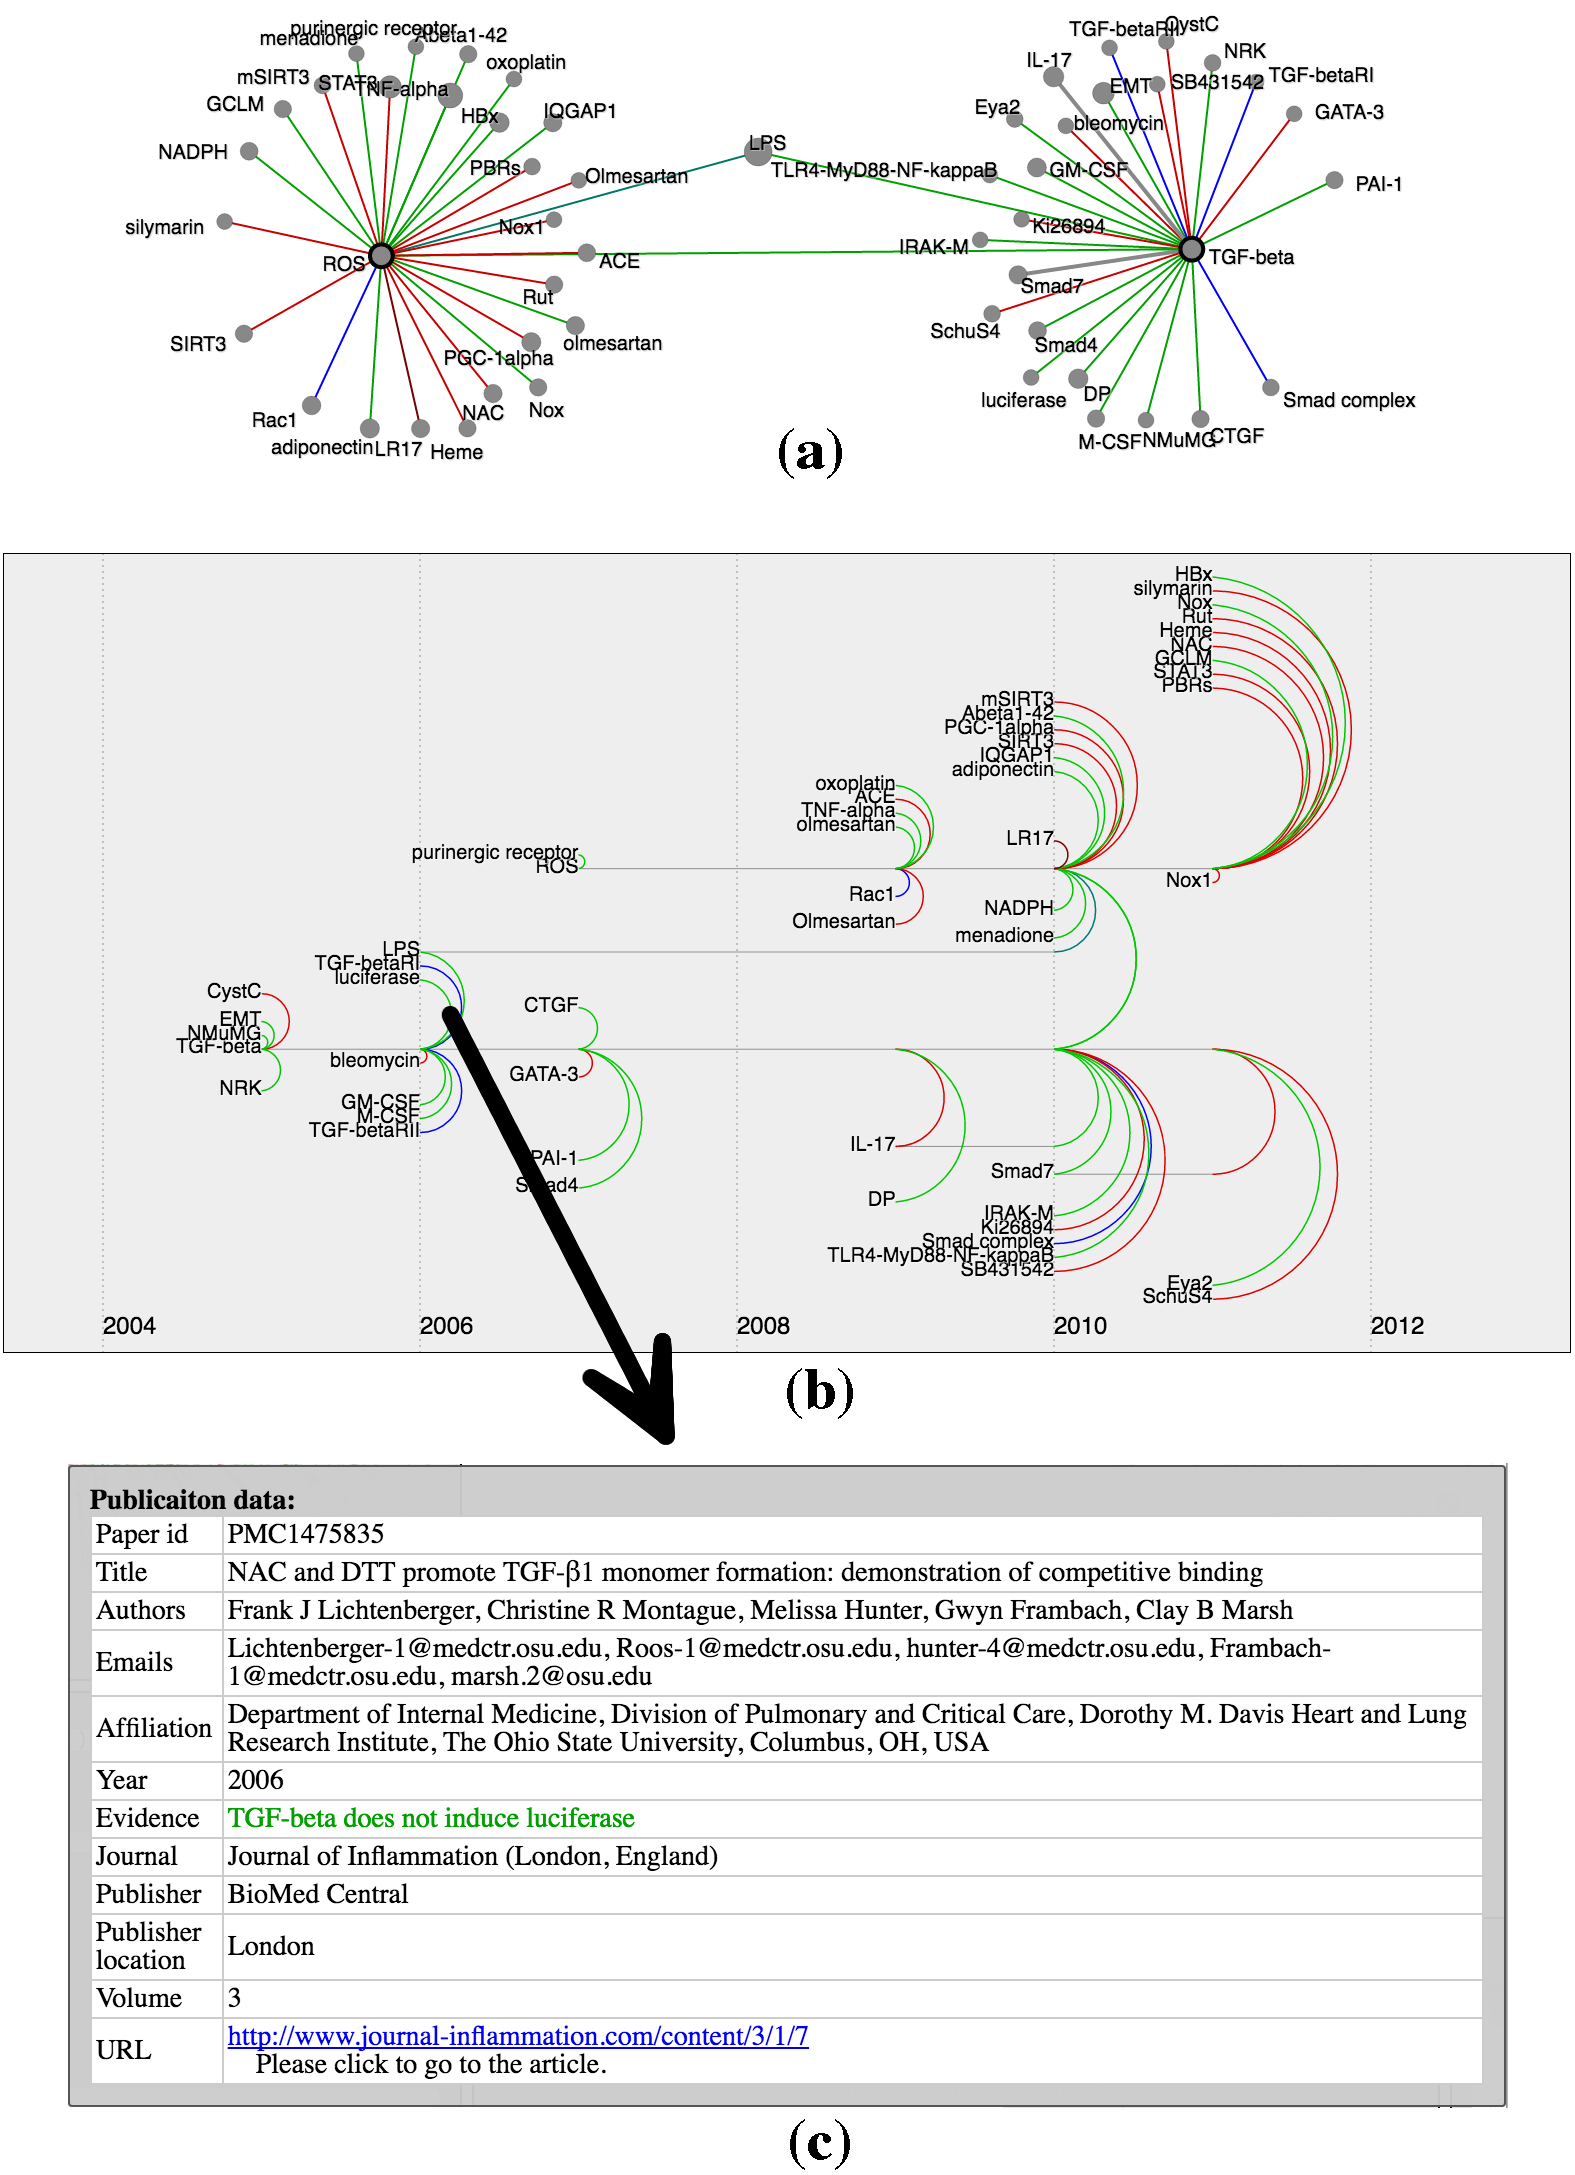 purinergic receptor
menadione
Abeta1-42
oxoplatin
mSIRT3
STAT3
TNF-alpha
GCLM
HBx
IQGAP1
NADPH
PBRs
Olmesartan
silymarin
Nox1
ROS
ACE
Rut
SIRT3
olmesartan
PGC-1alpha
Rac1
NAC
Nox
adiponectin
LR17
Heme
LPS
TGF-betaRII
CystC
NRK
IL-17
EMT
SB431542
TGF-betaRI
Eya2
bleomycin
GATA-3
TLR4-MyD88-NF-kappaB
GM-CSF
PAI-1
Ki26894
IRAK-M
TGF-beta
Smad7
SchuS4
Smad4
luciferase
DP
Smad complex
M-CSF
NMuMG
CTGF
(a)
HBx
silymarin
Nox
Rut
Heme
NAC
GCLM
STAT3
PBRs
mSIRT3
Abeta1-42
PGC-1alpha
SIRT3
IQGAP1
adiponectin
oxoplatin
ACE
TNF-alpha
olmesartan
LR17
purinergic receptor
ROS
Nox1
Rac1
NADPH
Olmesartan
menadione
LPS
TGF-betaRI
luciferase
CystC
CTGF
EMT
NMuMG
TGF-beta
bleomycin
GATA-3
NRK
GM-CSF
M-CSF
TGF-betaRII
IL-17
PAI-1
Smad7
Smad4
DP
IRAK-M
Ki26894
Smad complex
TLR4-MyD88-NF-kappaB
SB431542
Eya2
SchuS4
2004 2006 2008 2010 2012
(b)
Publicaiton data:
Paper id PMC1475835
Title NAC and DTT promote TGF-β1 monomer formation: demonstration of competitive binding
Authors Frank J Lichtenberger, Christine R Montague, Melissa Hunter, Gwyn Frambach, Clay B Marsh
Emails Lichtenberger-1@medctr.osu.edu, Roos-1@medctr.osu.edu, hunter-4@medctr.osu.edu, Frambach-
1@medctr.osu.edu, marsh.2@osu.edu
Affiliation Department of Internal Medicine, Division of Pulmonary and Critical Care, Dorothy M. Davis Heart and Lung
Research Institute, The Ohio State University, Columbus, OH, USA
Year 2006
Evidence TGF-beta does not induce luciferase
Journal Journal of Inflammation (London, England)
Publisher BioMed Central
Publisher
location London
Volume 3
URL http://www.journal-inflammation.com/content/3/1/7
Please click to go to the article.
(c)